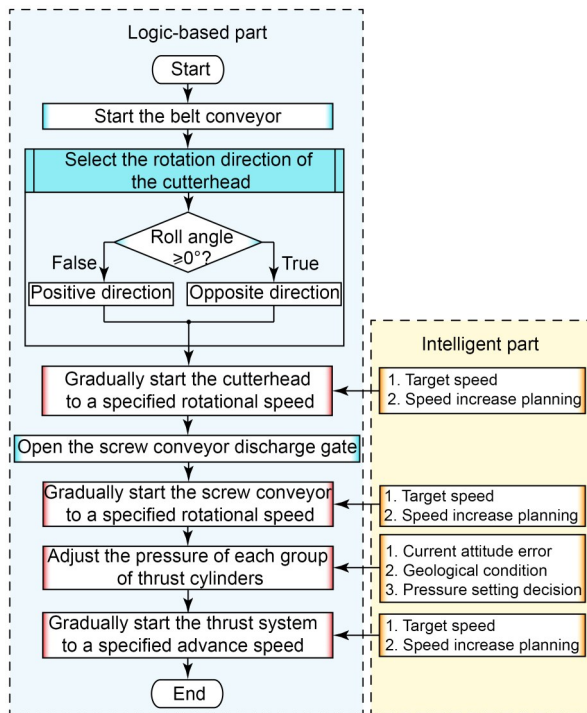 Logic-based part
Start
Start the belt conveyor
Select the rotation direction of
the cutterhead
Roll angle
≥0°?
False
True
Positive direction
Opposite direction
Intelligent part
Gradually start the cutterhead
to a specified rotational speed
1. Target speed
2. Speed increase planning
Open the screw conveyor discharge gate
Gradually start the screw conveyor
to a specified rotational speed
1. Target speed
2. Speed increase planning
Adjust the pressure of each group
of thrust cylinders
1. Current attitude error
2. Geological condition
3. Pressure setting decision
Gradually start the thrust system
to a specified advance speed
1. Target speed
2. Speed increase planning
End